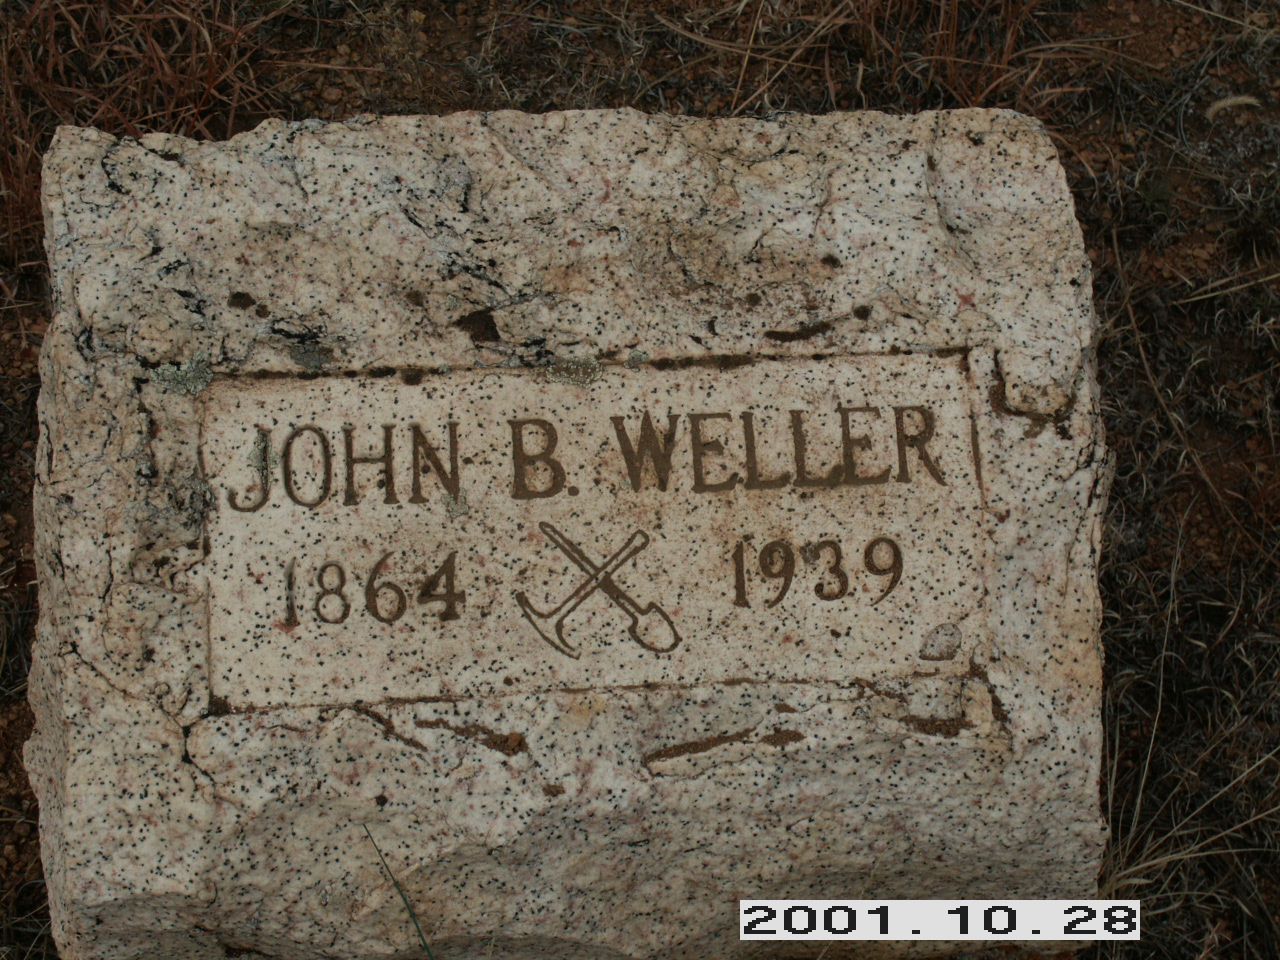 JOHN B. WELLER
1864 1939
2001.10.28